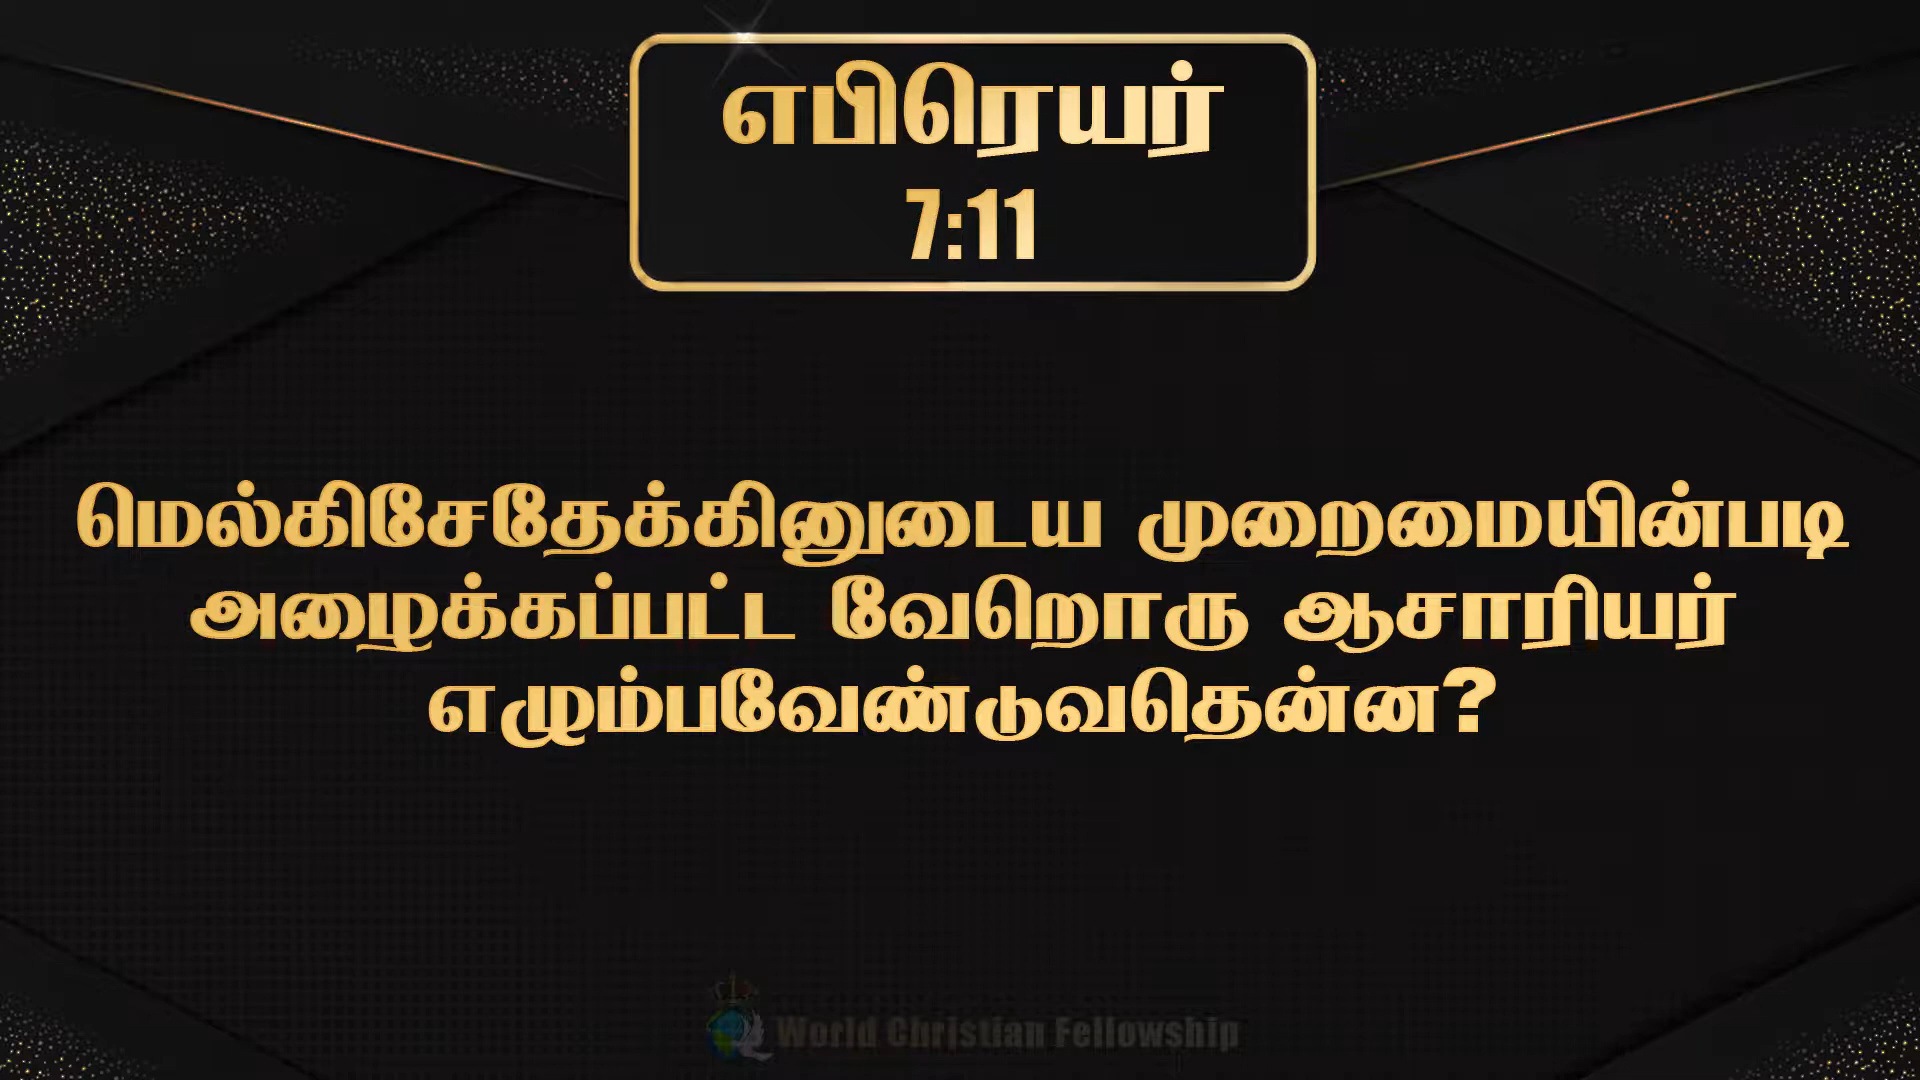 எபிரெயர்
7:11
மெல்கிசேதேக்கினுடைய முறைமையின்படி
அழைக்கப்பட்ட வேறொரு ஆசாரியர்
எழும்பவேண்டுவதென்ன?
World Christian Fellowship